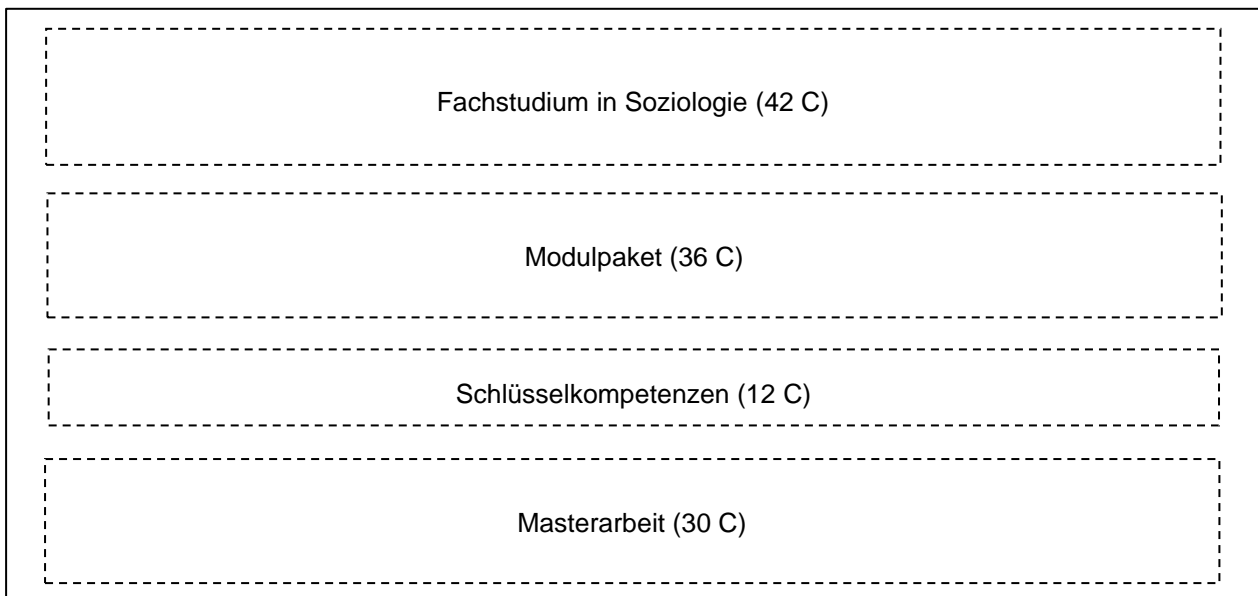 Fachstudium in Soziologie (42 C)
Modulpaket (36 C)
Schlüsselkompetenzen (12 C)
Masterarbeit (30 C)